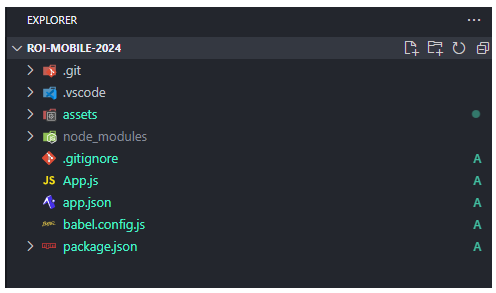 EXPLORER ...
ROI-MOBILE-2024
.git
.vscode
assets
node_modules
.gitignore A
JS App.js A
app.json A
babel.config.js A
package.json A